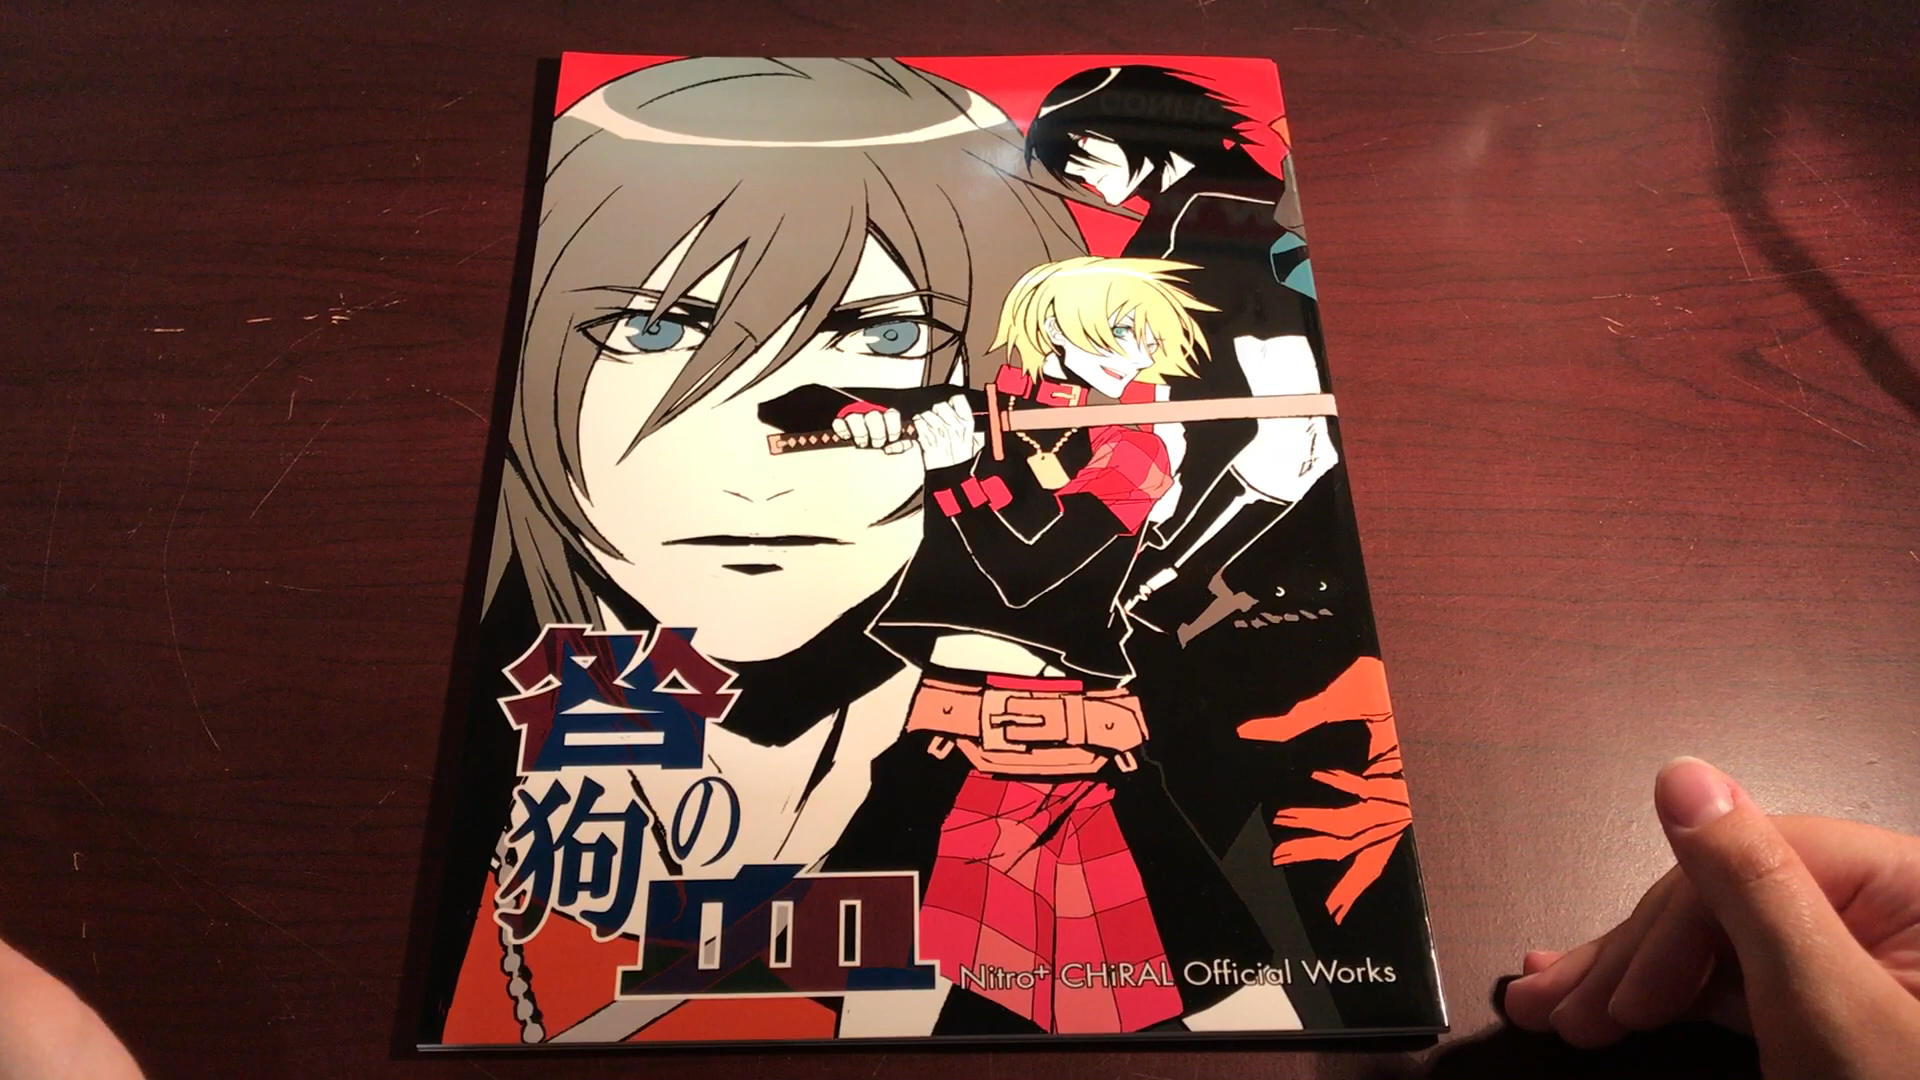 咎
狗の
血
Nitro+ CHiRAL Official Works